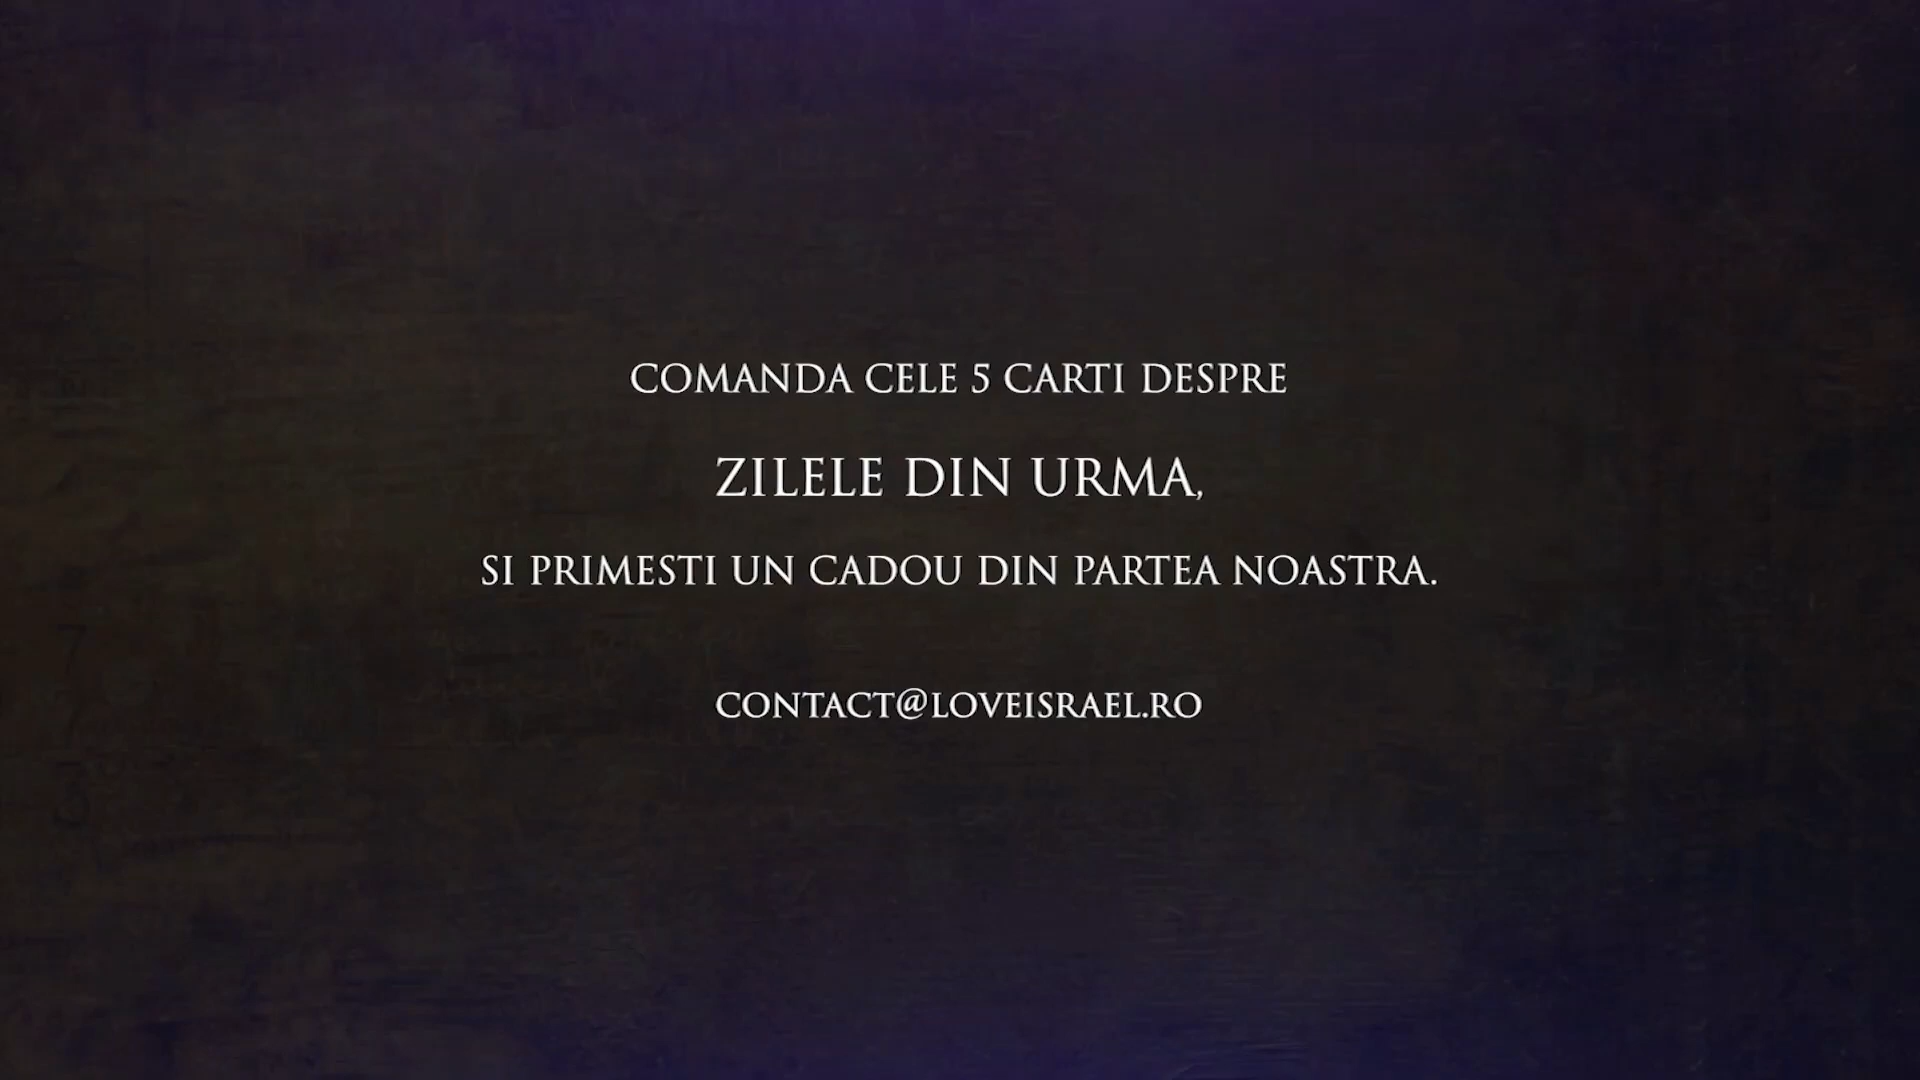 COMANDA CELE 5 CARTI DESPRE
ZILELE DIN URMA,
SI PRIMESTI UN CADOU DIN PARTEA NOASTRA.
CONTACT@LOVEISRAEL.RO